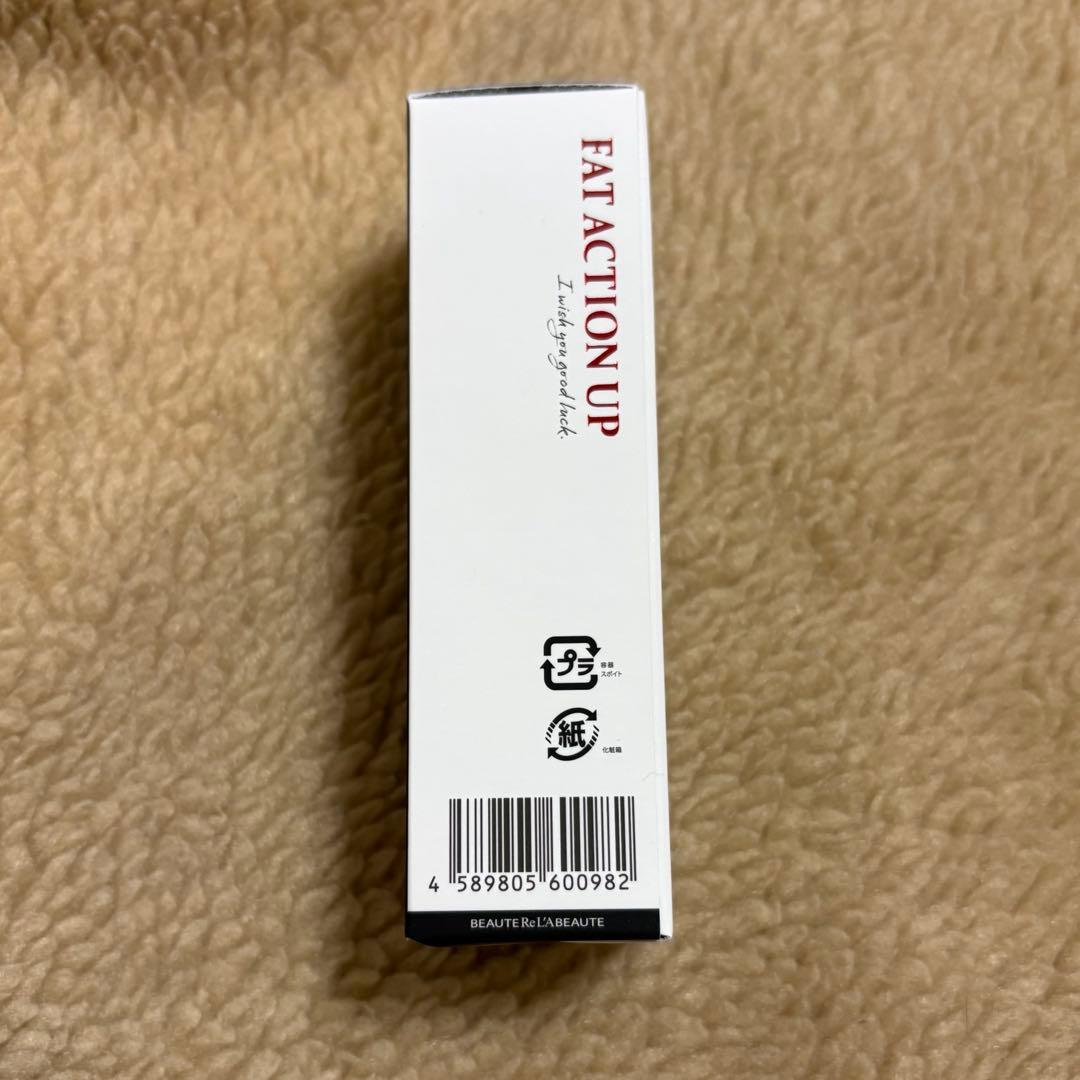 FAT ACTION UP
I wish you good luck.
プラ
容器
スポイト
紙
化粧箱
4 589805 600982
BEAUTE Re L'ABEAUTE